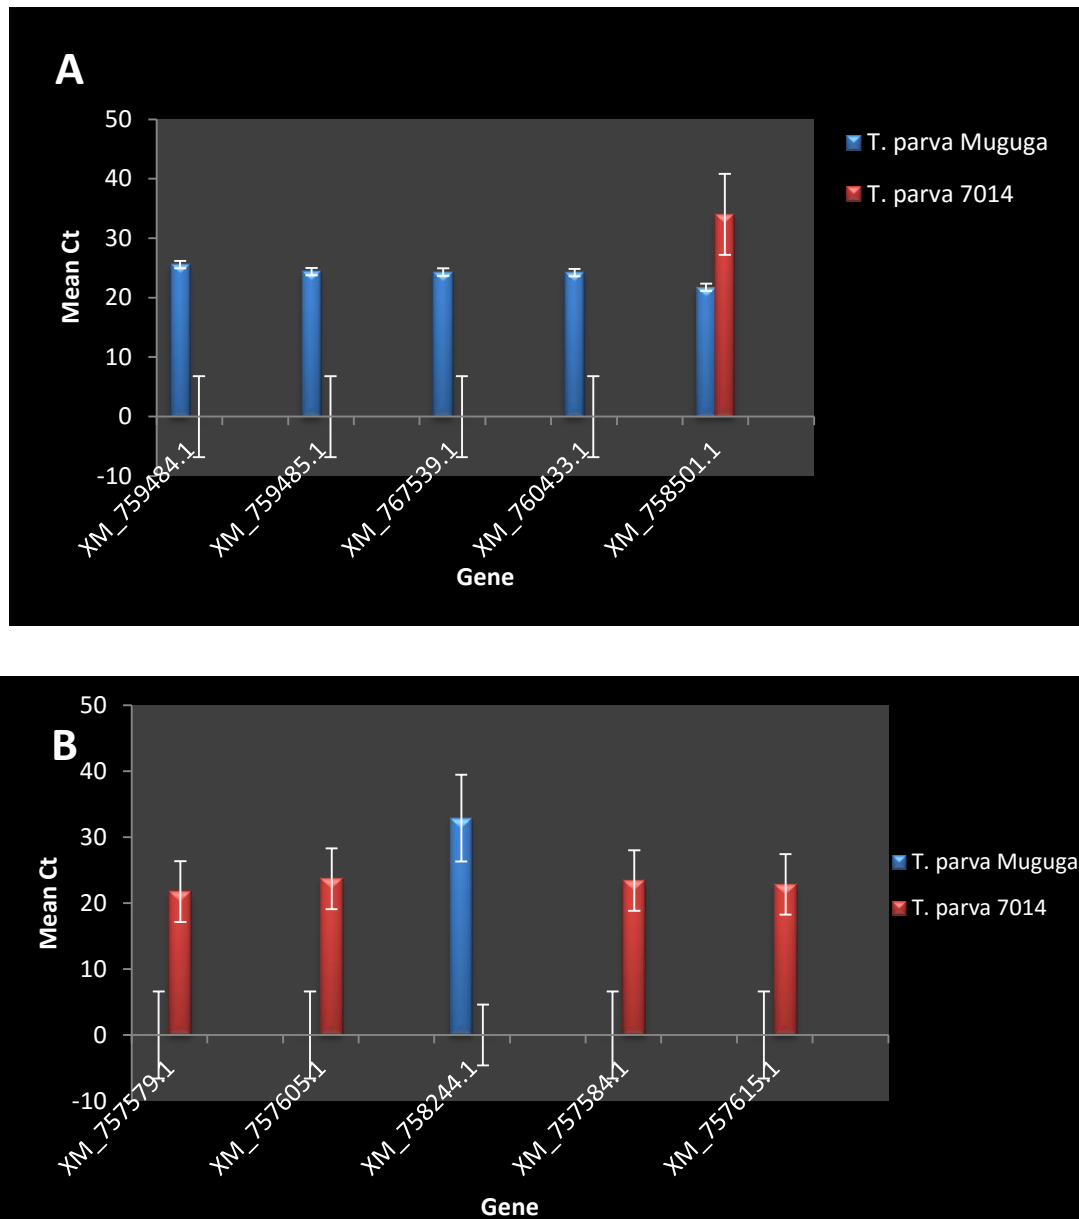 A
50
40
30
20
10
0
-10
Mean Ct
XM_759484.1
XM_759485.1
XM_767539.1
XM_760433.1
XM_758501.1
Gene
T. parva Muguga
T. parva 7014
B
50
40
30
20
10
0
-10
Mean Ct
XM_757579.1
XM_757605.1
XM_758244.1
XM_757584.1
XM_757615.1
Gene
T. parva Muguga
T. parva 7014